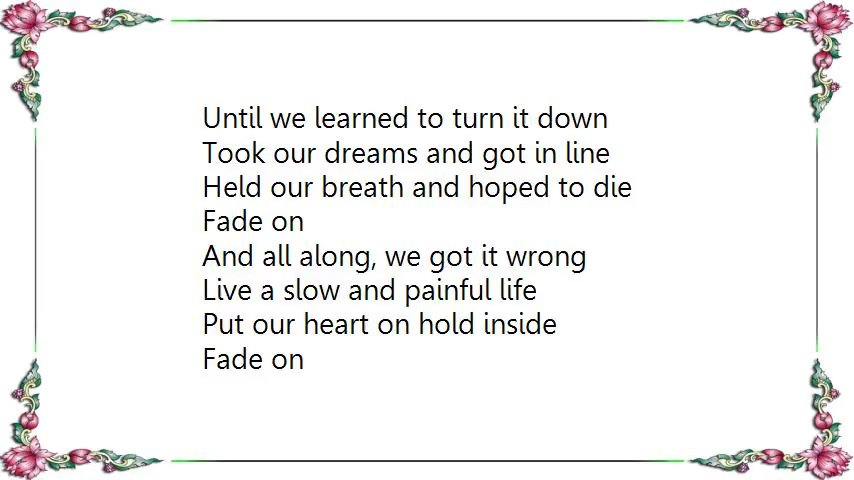 Until we learned to turn it down
Took our dreams and got in line
Held our breath and hoped to die
Fade on
And all along, we got it wrong
Live a slow and painful life
Put our heart on hold inside
Fade on